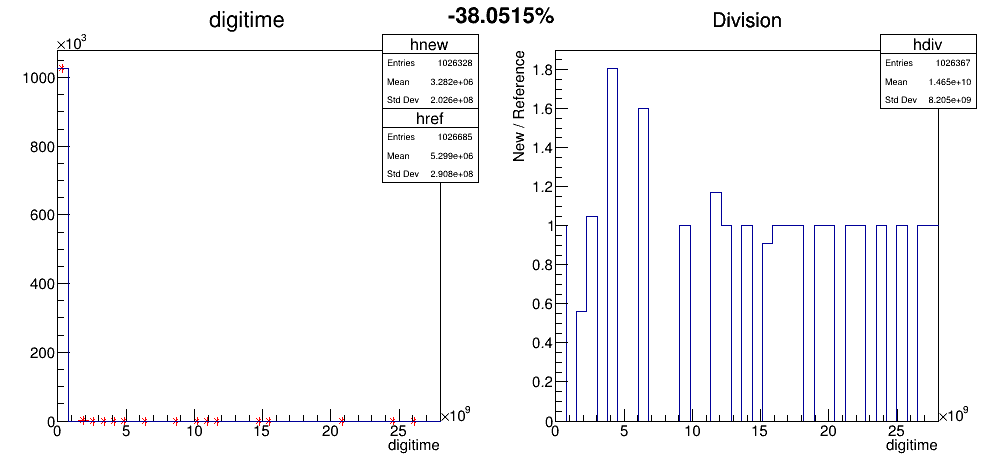 -38.0515%
digitime
×10³
hnew
Entries 1026328
Mean 3.282e+06
Std Dev 2.026e+08
href
Entries 1026685
Mean 5.299e+06
Std Dev 2.908e+08
1000
800
600
400
200
0
0 5 10 15 20 25
×10⁹
digitime
Division
hdiv
Entries 1026367
Mean 1.465e+10
Std Dev 8.205e+09
New / Reference
1.8
1.6
1.4
1.2
1
0.8
0.6
0.4
0.2
0
0 5 10 15 20 25
×10⁹
digitime